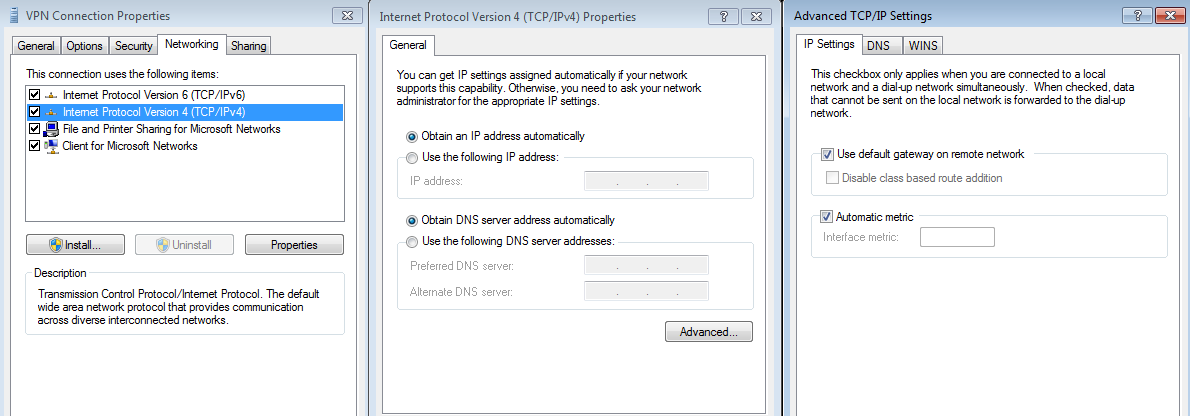 VPN Connection Properties
General
Options
Security
Networking
Sharing
This connection uses the following items:
Internet Protocol Version 6 (TCP/IPv6)
Internet Protocol Version 4 (TCP/IPv4)
File and Printer Sharing for Microsoft Networks
Client for Microsoft Networks
Install...
Uninstall
Properties
Description
Transmission Control Protocol/Internet Protocol. The default
wide area network protocol that provides communication
across diverse interconnected networks.
Internet Protocol Version 4 (TCP/IPv4) Properties
?
General
You can get IP settings assigned automatically if your network
supports this capability. Otherwise, you need to ask your network
administrator for the appropriate IP settings.
Obtain an IP address automatically
Use the following IP address:
IP address:
. . .
Obtain DNS server address automatically
Use the following DNS server addresses:
Preferred DNS server:
. . .
Alternate DNS server:
. . .
Advanced...
Advanced TCP/IP Settings
?
IP Settings
DNS
WINS
This checkbox only applies when you are connected to a local
network and a dial-up network simultaneously. When checked, data
that cannot be sent on the local network is forwarded to the dial-up
network.
Use default gateway on remote network
Disable class based route addition
Automatic metric
Interface metric: